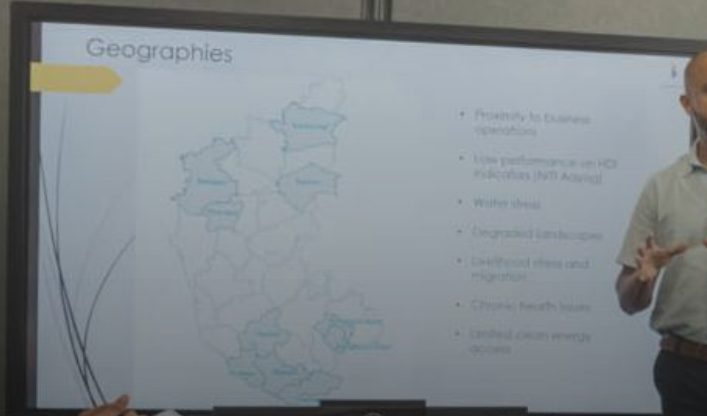 Geographies
• Proximity to business
operations
• Low performance on HDI
indicators (NITI Aayog)
• Water stress
• Degraded landscapes
• Livelihood stress and
migration
• Chronic health issues
• Limited clean energy
access